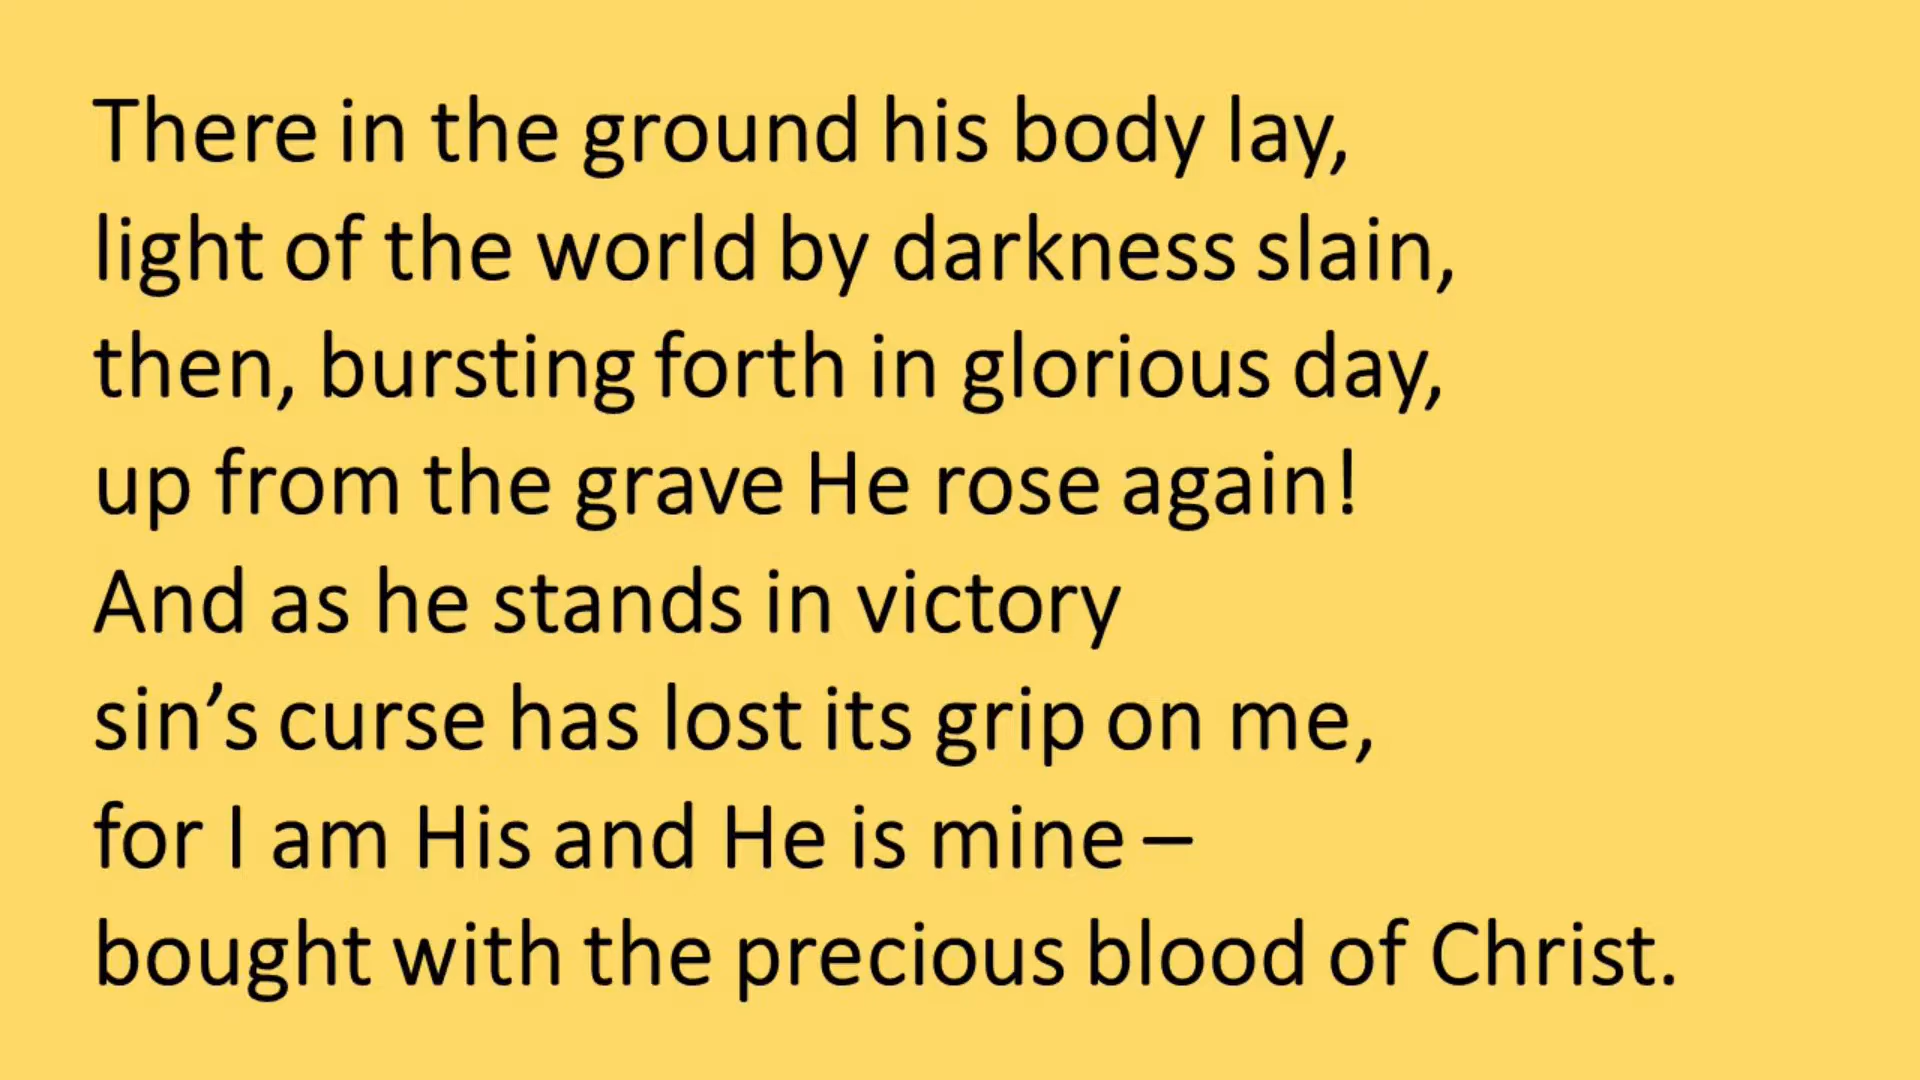 There in the ground his body lay,
light of the world by darkness slain,
then, bursting forth in glorious day,
up from the grave He rose again!
And as he stands in victory
sin’s curse has lost its grip on me,
for I am His and He is mine –
bought with the precious blood of Christ.